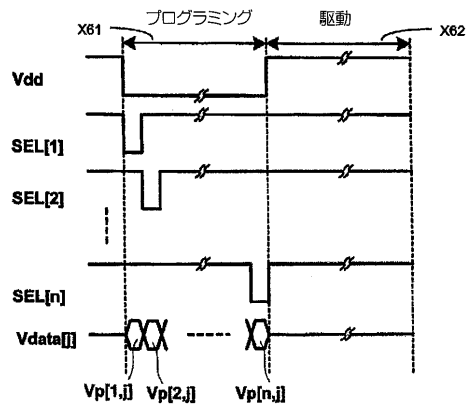 プログラミング
駆動
X61
X62
Vdd
SEL[1]
SEL[2]
SEL[n]
Vdata[j]
Vp[1,j]
Vp[2,j]
Vp[n,j]